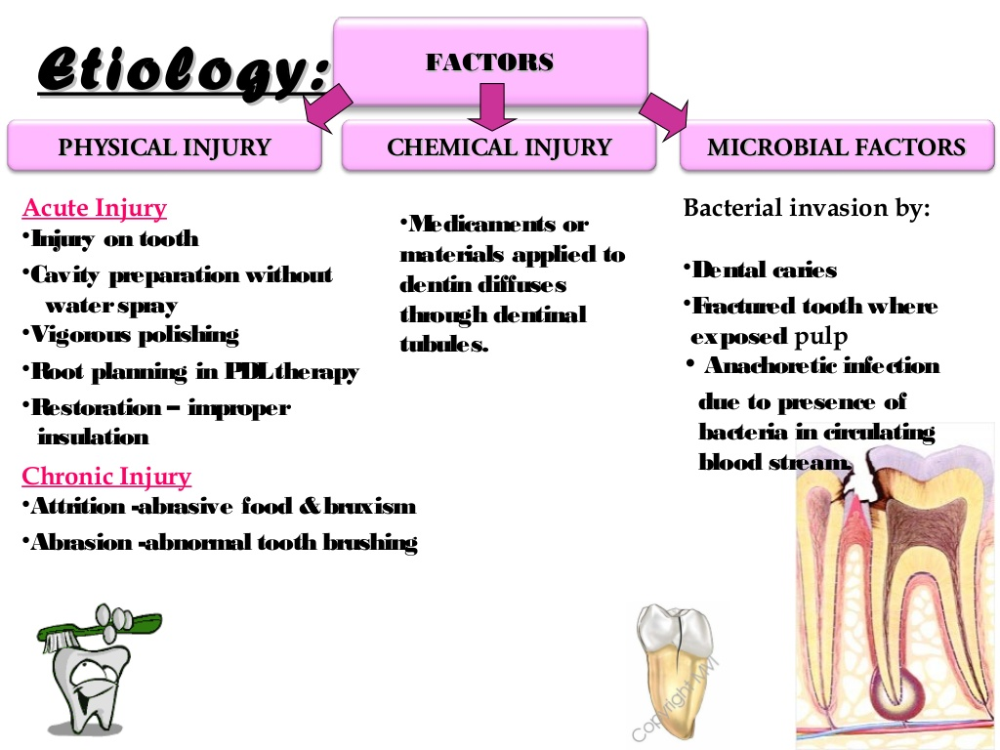 Etiology:
FACTORS
PHYSICAL INJURY
CHEMICAL INJURY
MICROBIAL FACTORS
Acute Injury
•Injury on tooth
•Cavity preparation without
water spray
•Vigorous polishing
•Root planning in PDL therapy
•Restoration – improper
insulation
Chronic Injury
•Attrition -abrasive food & bruxism
•Abrasion -abnormal tooth brushing
•Medicaments or
materials applied to
dentin diffuses
through dentinal
tubules.
Bacterial invasion by:
•Dental caries
•Fractured tooth where
exposed pulp
• Anachoretic infection
due to presence of
bacteria in circulating
blood stream.
Copyright MVI